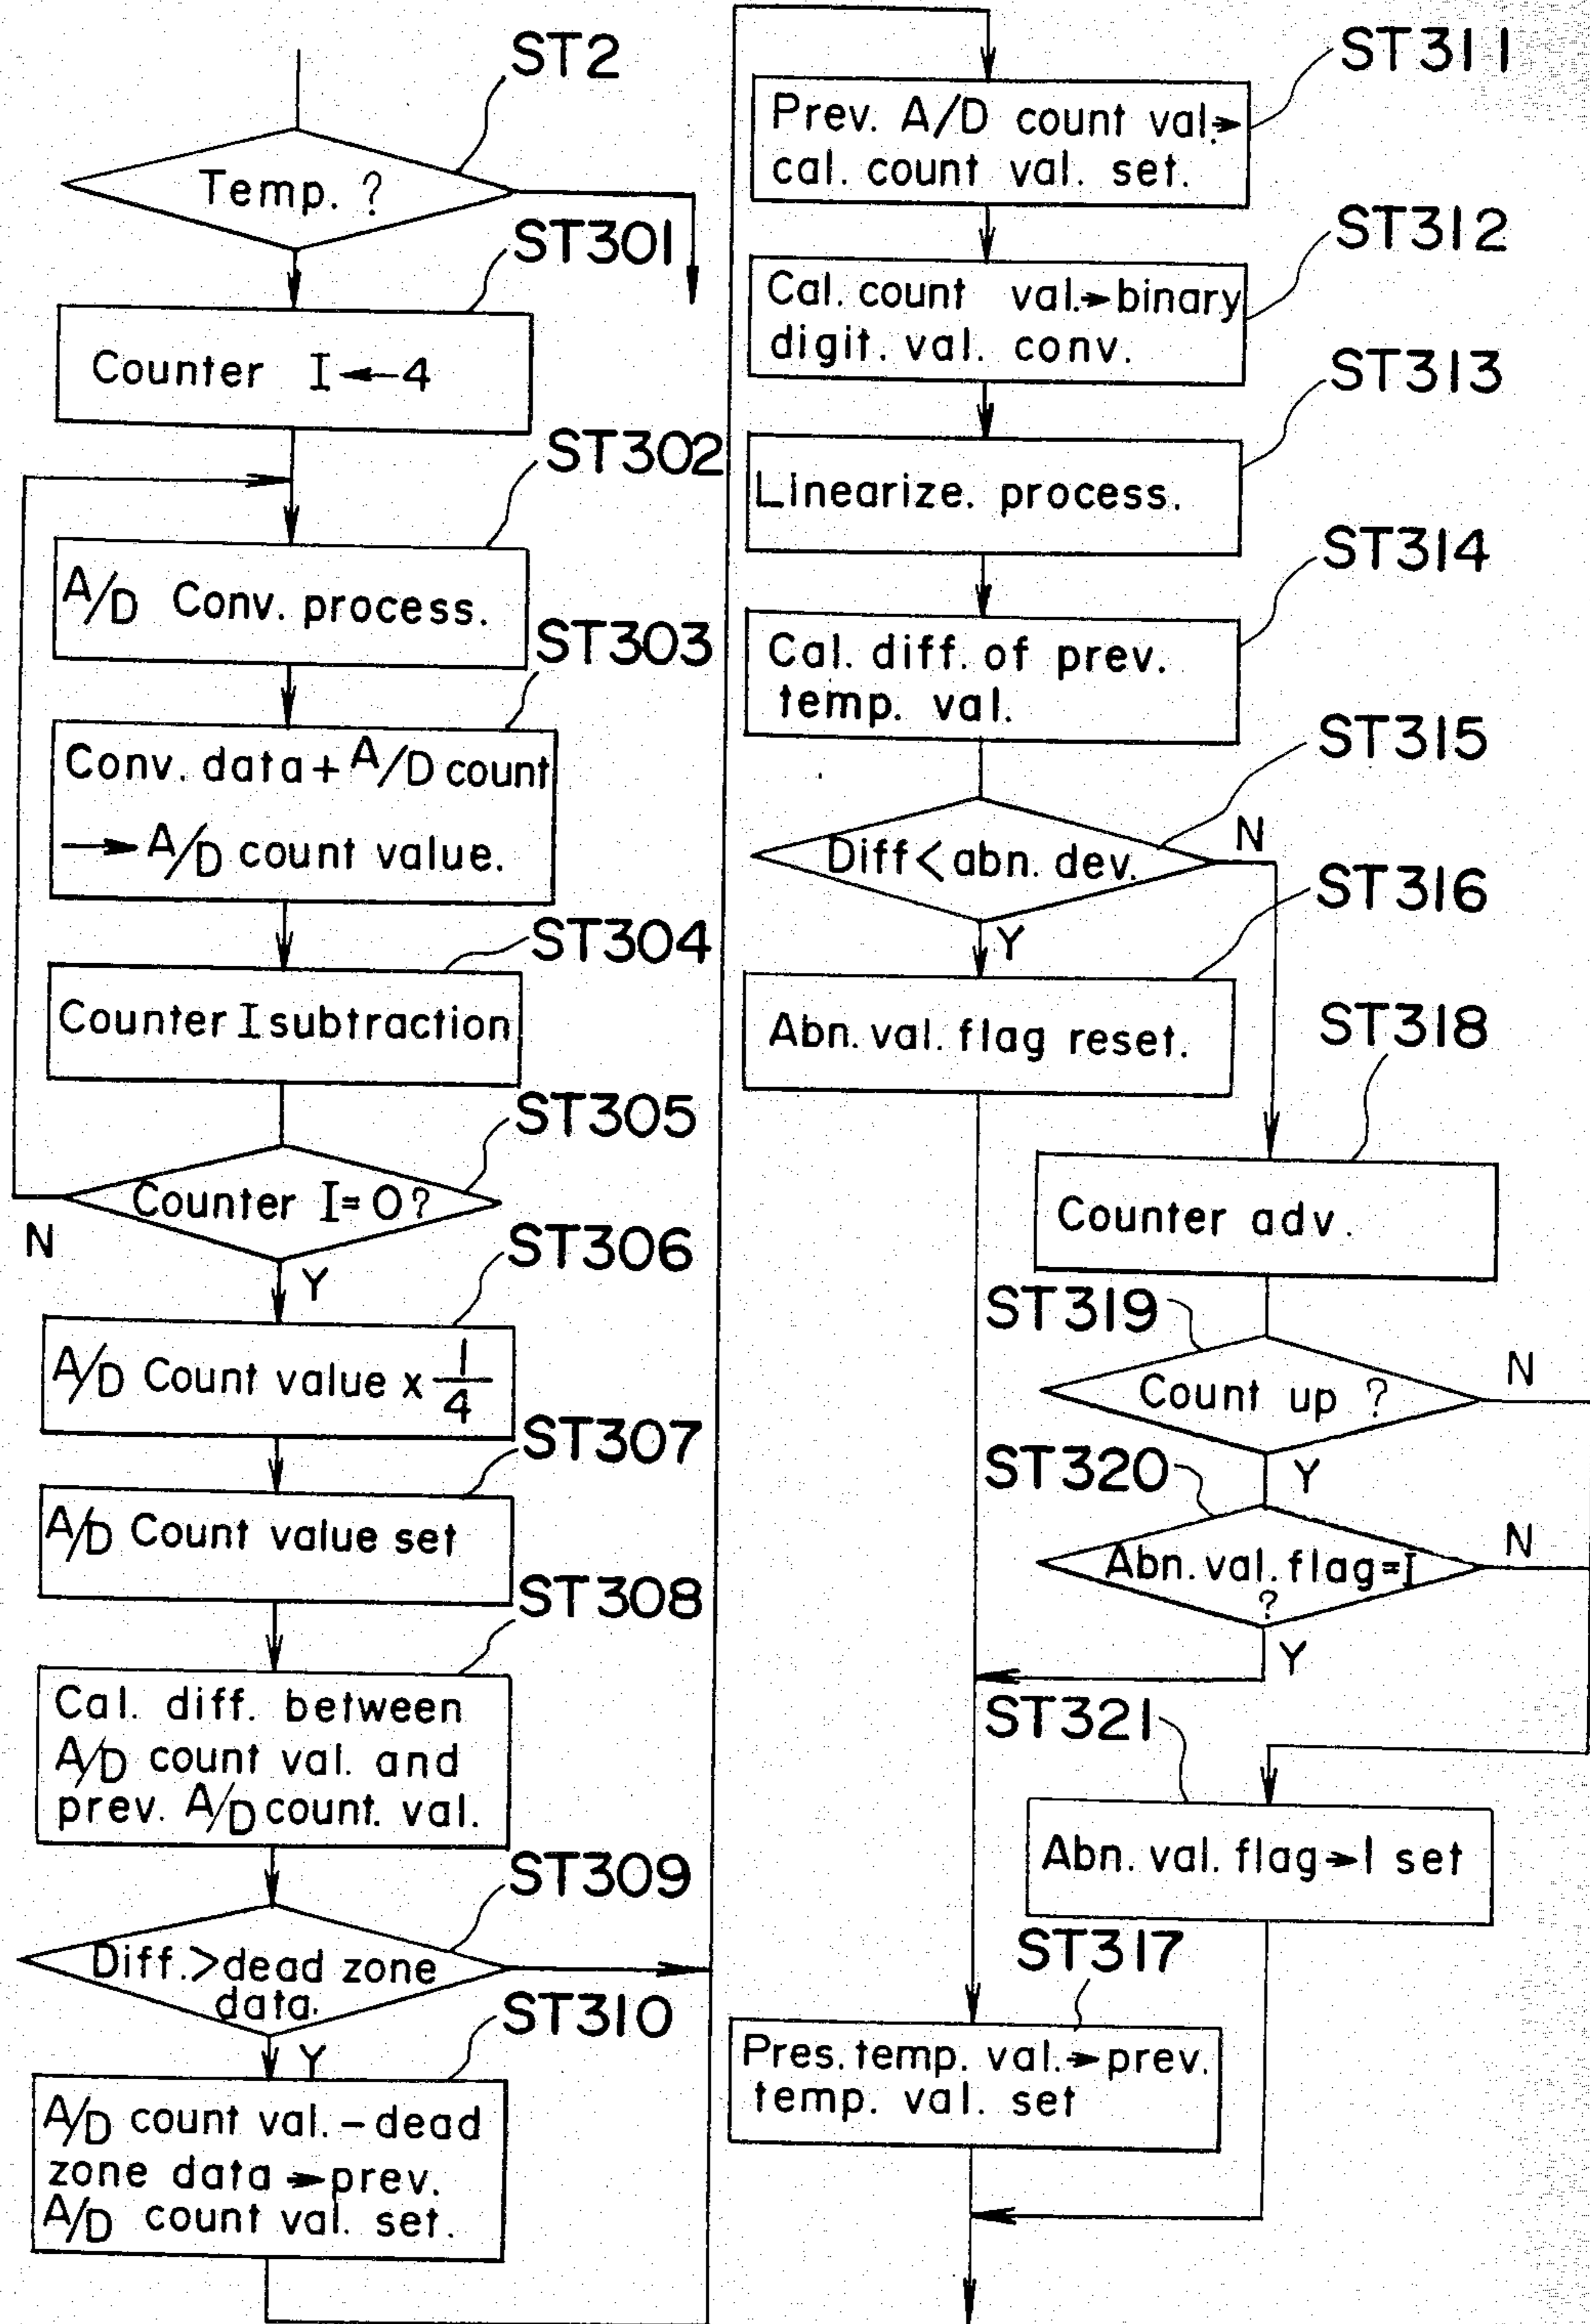 ST2
Temp. ?
ST301
Counter I←4
ST302
A/D Conv. process.
ST303
Conv. data + A/D count
→ A/D count value.
ST304
Counter I subtraction
ST305
Counter I=0?
N
Y
ST306
A/D Count value x 1/4
ST307
A/D Count value set
ST308
Cal. diff. between
A/D count val. and
prev. A/D count. val.
ST309
Diff.>dead zone
data.
Y
ST310
A/D count val. – dead
zone data → prev.
A/D count val. set.
ST311
Prev. A/D count val.→
cal. count val. set.
ST312
Cal. count val.→binary
digit. val. conv.
ST313
Linearize. process.
ST314
Cal. diff. of prev.
temp. val.
ST315
Diff<abn. dev.
N
Y
ST316
Abn. val. flag reset.
ST318
Counter adv.
ST319
Count up ?
N
Y
ST320
Abn. val. flag=1
?
N
Y
ST321
Abn. val. flag→1 set
ST317
Pres. temp. val.→prev.
temp. val. set